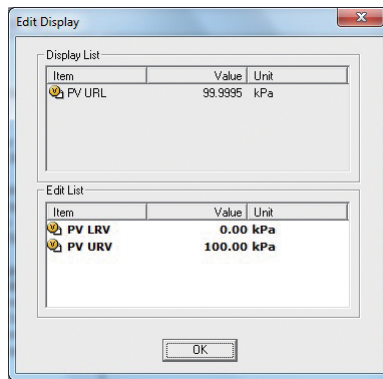 Edit Display
Display List
Item Value Unit
PV URL 99.9995 kPa
Edit List
Item Value Unit
PV LRV 0.00 kPa
PV URV 100.00 kPa
OK